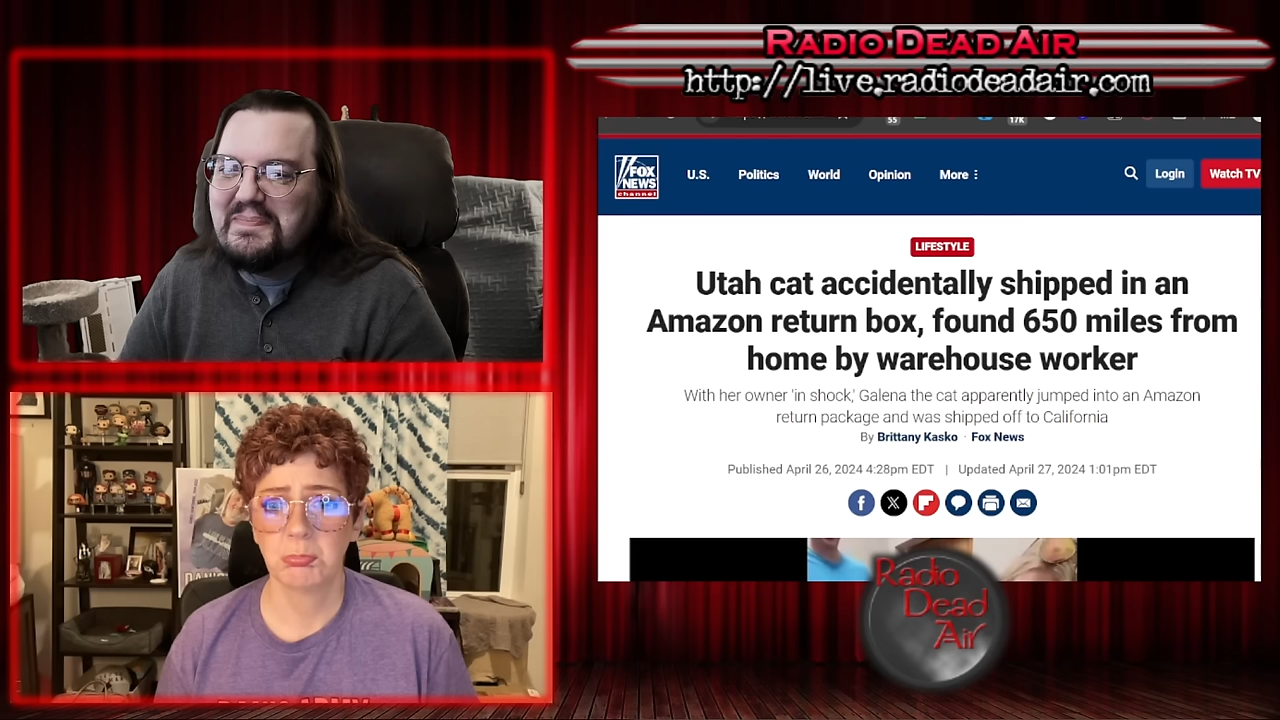 RADIO DEAD AIR
http://live.radiodeadair.com
55
17K
FOX
NEWS
channel
U.S.
Politics
World
Opinion
More
Login
Watch TV
LIFESTYLE
Utah cat accidentally shipped in an
Amazon return box, found 650 miles from
home by warehouse worker
With her owner 'in shock,' Galena the cat apparently jumped into an Amazon
return package and was shipped off to California
By Brittany Kasko · Fox News
Published April 26, 2024 4:28pm EDT | Updated April 27, 2024 1:01pm EDT
Radio
Dead
Air